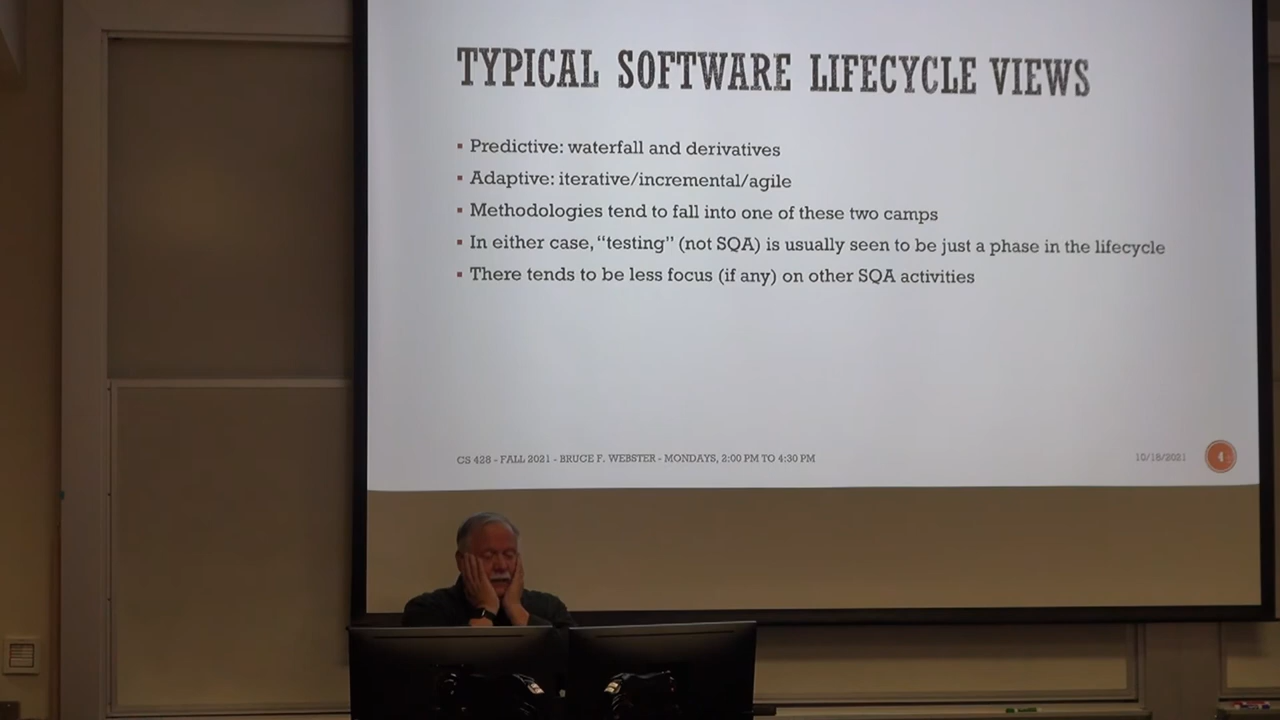 TYPICAL SOFTWARE LIFECYCLE VIEWS
▪ Predictive: waterfall and derivatives
▪ Adaptive: iterative/incremental/agile
▪ Methodologies tend to fall into one of these two camps
▪ In either case, “testing” (not SQA) is usually seen to be just a phase in the lifecycle
▪ There tends to be less focus (if any) on other SQA activities
CS 428 - FALL 2021 - BRUCE F. WEBSTER - MONDAYS, 2:00 PM TO 4:30 PM
10/18/2021
4